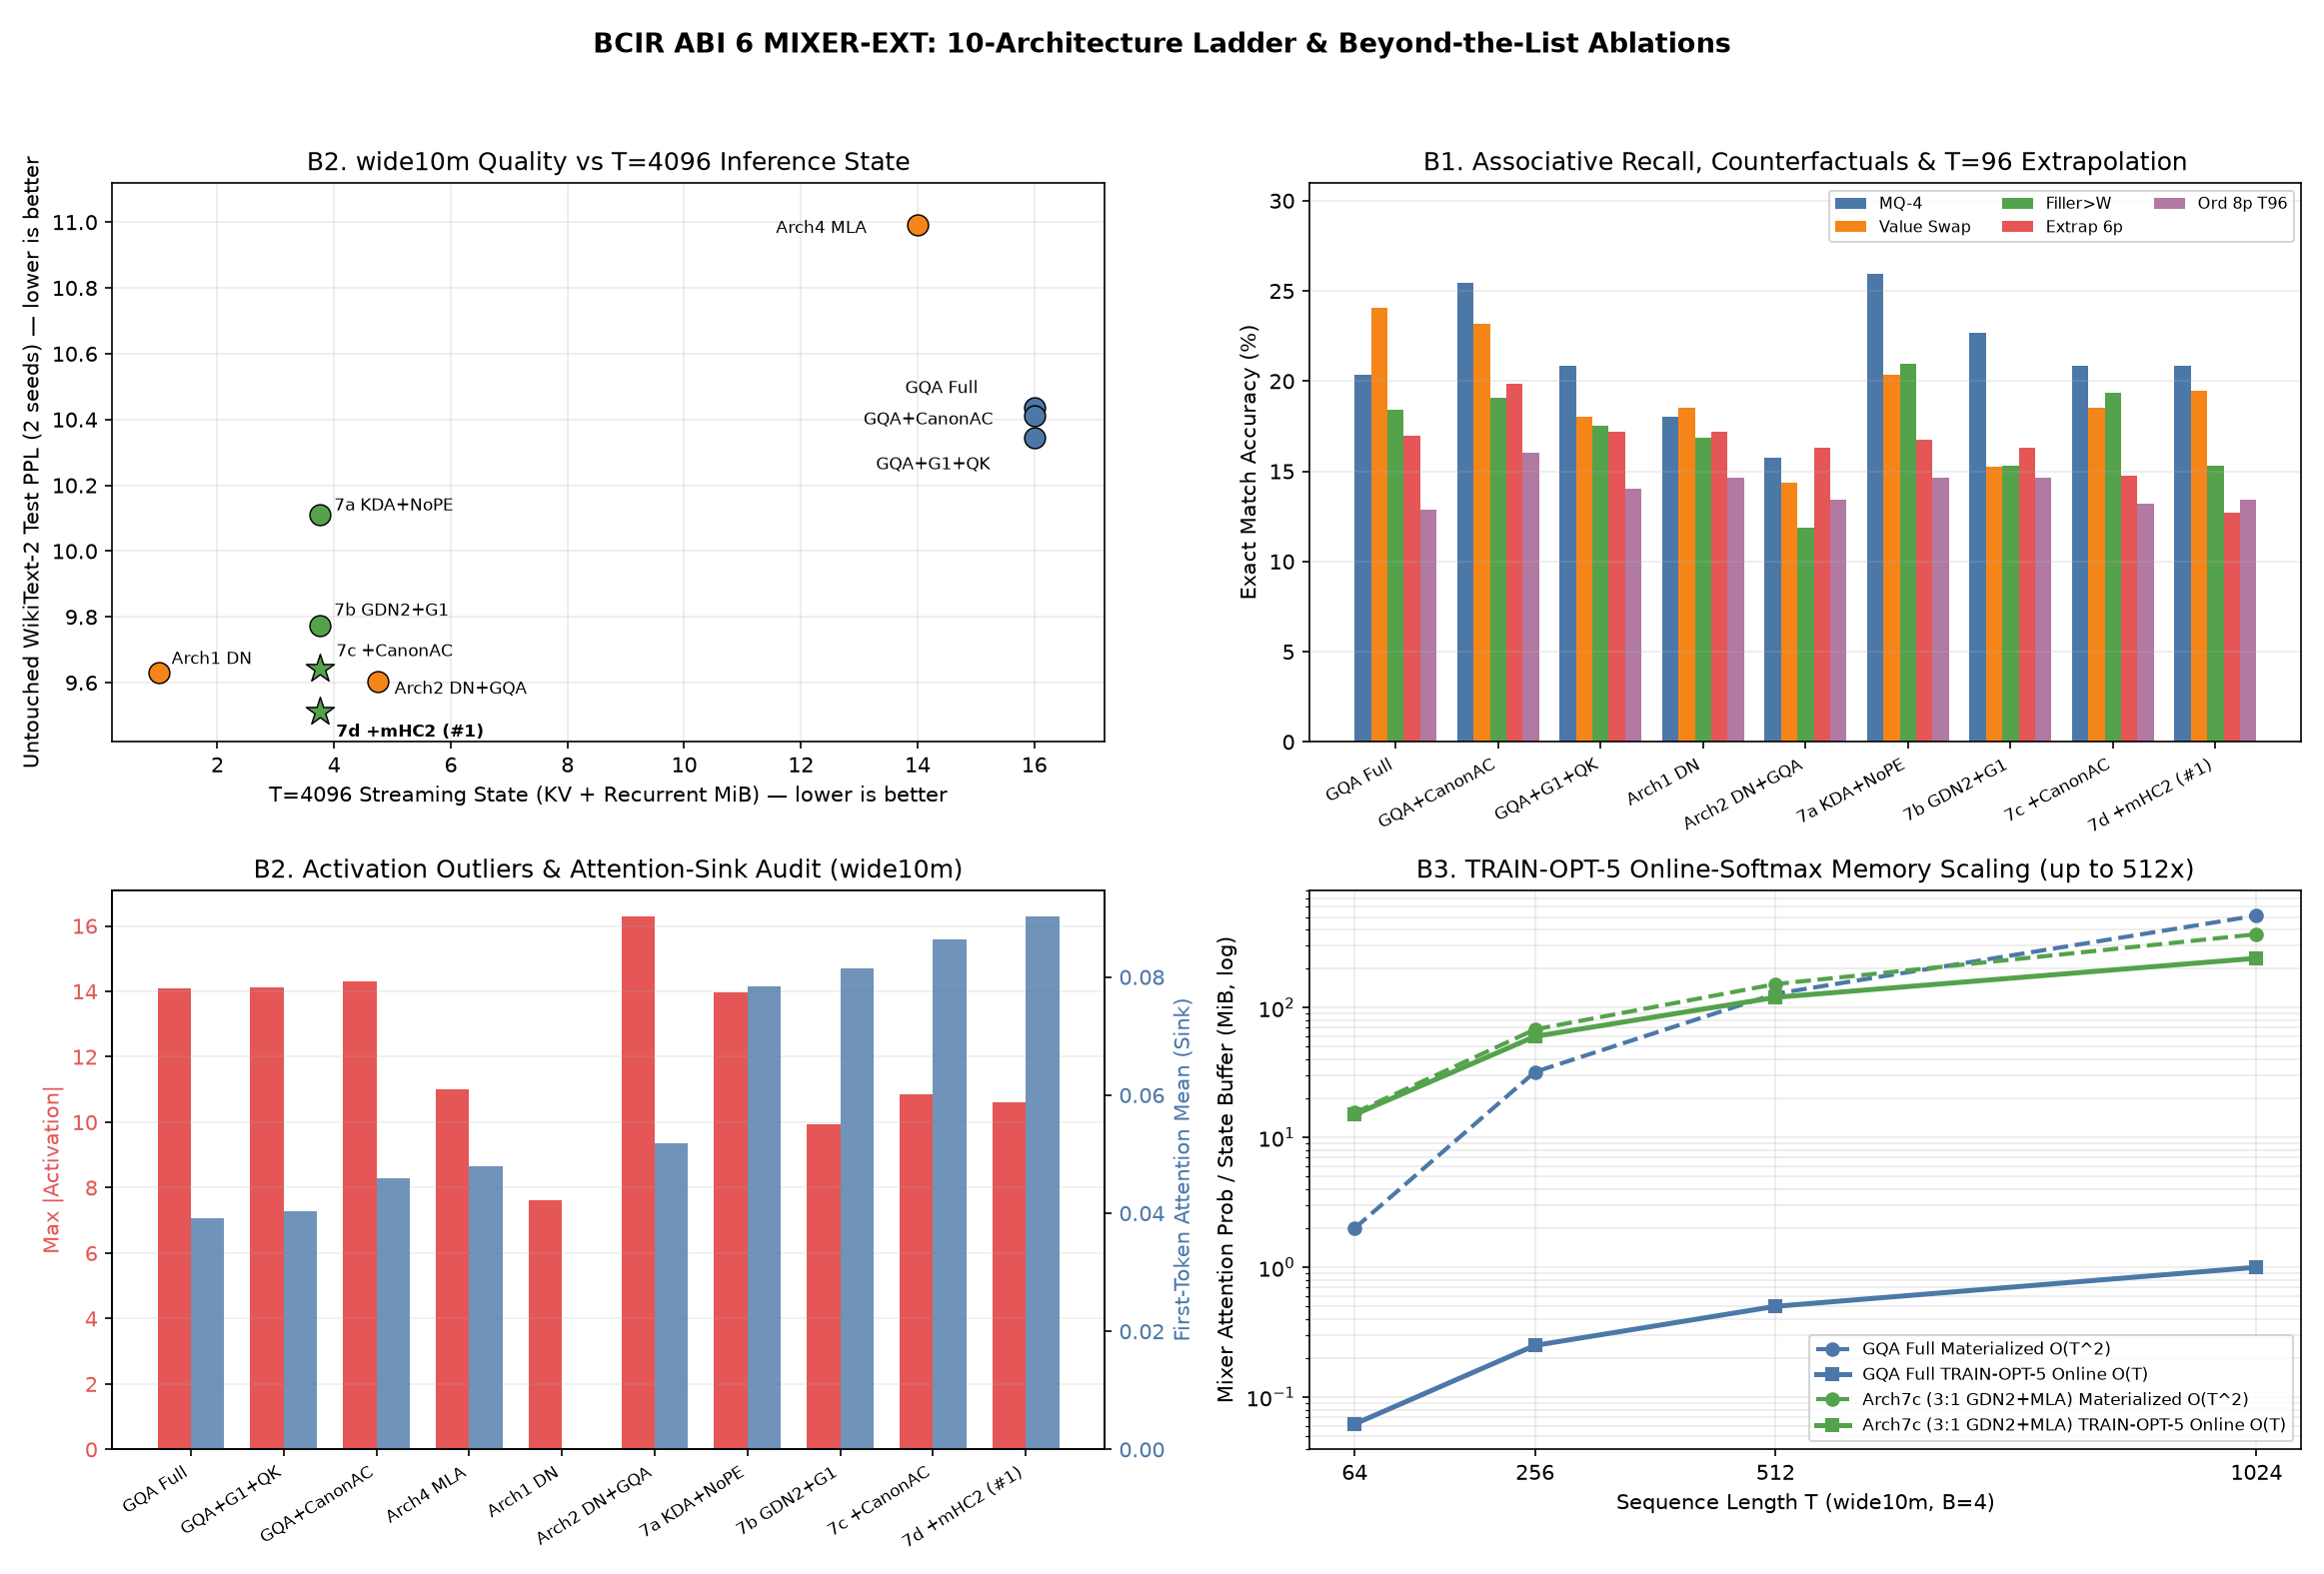 BCIR ABI 6 MIXER-EXT: 10-Architecture Ladder & Beyond-the-List Ablations
B2. wide10m Quality vs T=4096 Inference State
Untouched WikiText-2 Test PPL (2 seeds) — lower is better
11.0
10.8
10.6
10.4
10.2
10.0
9.8
9.6
Arch4 MLA
GQA Full
GQA+CanonAC
GQA+G1+QK
7a KDA+NoPE
7b GDN2+G1
7c +CanonAC
Arch1 DN
Arch2 DN+GQA
7d +mHC2 (#1)
2 4 6 8 10 12 14 16
T=4096 Streaming State (KV + Recurrent MiB) — lower is better
B1. Associative Recall, Counterfactuals & T=96 Extrapolation
Exact Match Accuracy (%)
30
25
20
15
10
5
0
MQ-4 Filler>W Ord 8p T96
Value Swap Extrap 6p
GQA Full
GQA+CanonAC
GQA+G1+QK
Arch1 DN
Arch2 DN+GQA
7a KDA+NoPE
7b GDN2+G1
7c +CanonAC
7d +mHC2 (#1)
B2. Activation Outliers & Attention-Sink Audit (wide10m)
Max |Activation|
16
14
12
10
8
6
4
2
0
0.08
0.06
0.04
0.02
0.00
First-Token Attention Mean (Sink)
GQA Full
GQA+G1+QK
GQA+CanonAC
Arch4 MLA
Arch1 DN
Arch2 DN+GQA
7a KDA+NoPE
7b GDN2+G1
7c +CanonAC
7d +mHC2 (#1)
B3. TRAIN-OPT-5 Online-Softmax Memory Scaling (up to 512x)
Mixer Attention Prob / State Buffer (MiB, log)
10²
10¹
10⁰
10⁻¹
GQA Full Materialized O(T^2)
GQA Full TRAIN-OPT-5 Online O(T)
Arch7c (3:1 GDN2+MLA) Materialized O(T^2)
Arch7c (3:1 GDN2+MLA) TRAIN-OPT-5 Online O(T)
64 256 512 1024
Sequence Length T (wide10m, B=4)